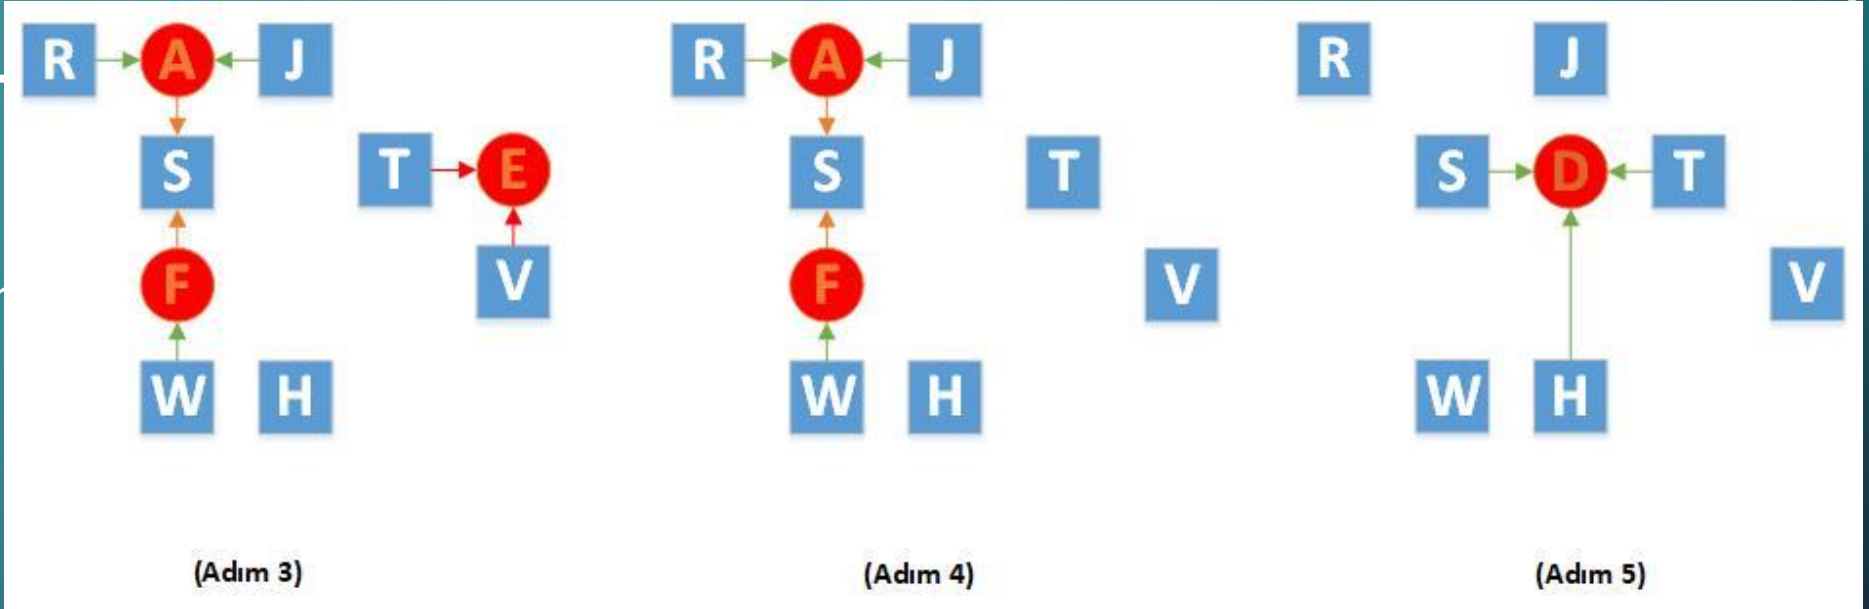 R A J
S
T E
F
V
W H
(Adım 3)
R A J
S T
F V
W H
(Adım 4)
R J
S D T
V
W H
(Adım 5)